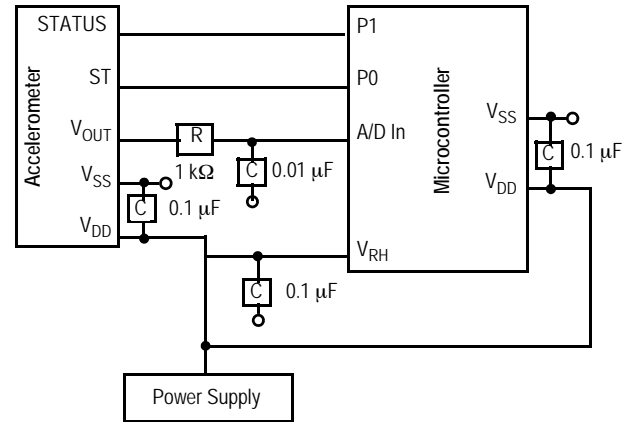 STATUS
ST
V_OUT
V_SS
V_DD
Accelerometer
R
1 kΩ
C 0.01 µF
C 0.1 µF
C 0.1 µF
P1
P0
A/D In
V_RH
Microcontroller
V_SS
V_DD
C 0.1 µF
Power Supply